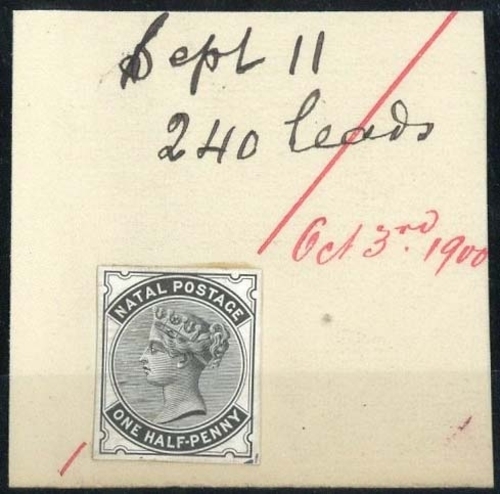 Sept 11
240 leads
Oct 3rd. 1900
NATAL POSTAGE
ONE HALF-PENNY